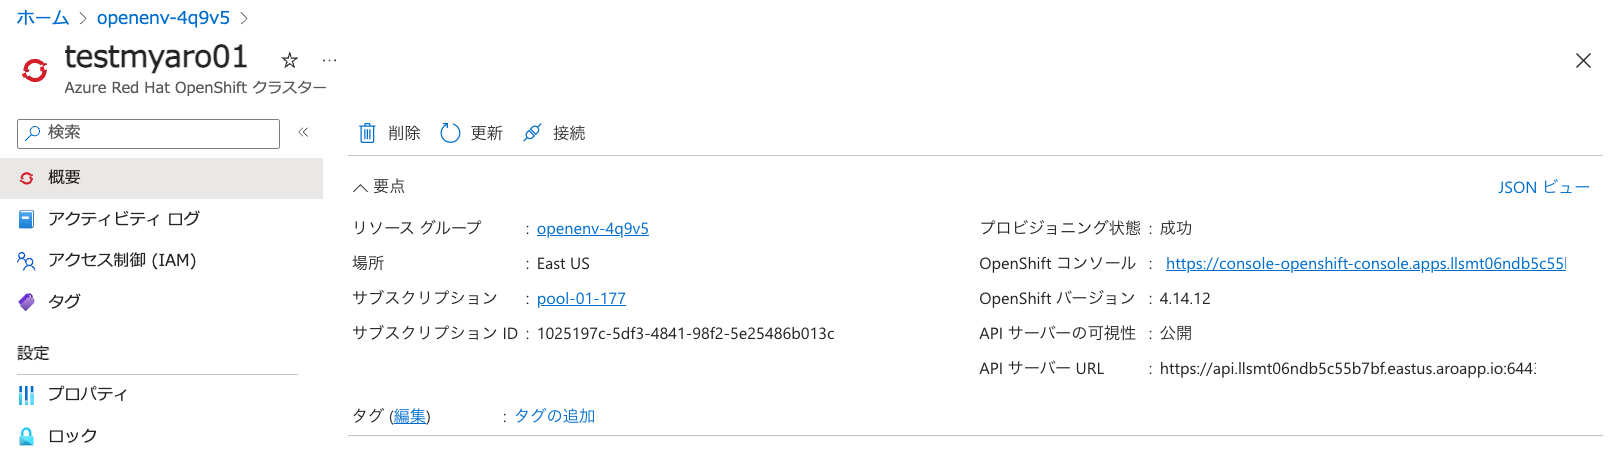 ホーム > openenv-4q9v5 >
testmyaro01 ☆ ...
Azure Red Hat OpenShift クラスター
検索 «
概要
アクティビティ ログ
アクセス制御 (IAM)
タグ
設定
プロパティ
ロック
削除 更新 接続
要点 JSON ビュー
リソース グループ : openenv-4q9v5
場所 : East US
サブスクリプション : pool-01-177
サブスクリプション ID : 1025197c-5df3-4841-98f2-5e25486b013c
プロビジョニング状態 : 成功
OpenShift コンソール : https://console-openshift-console.apps.llsmt06ndb5c55l
OpenShift バージョン : 4.14.12
API サーバーの可視性 : 公開
API サーバー URL : https://api.llsmt06ndb5c55b7bf.eastus.aroapp.io:644
タグ (編集) : タグの追加